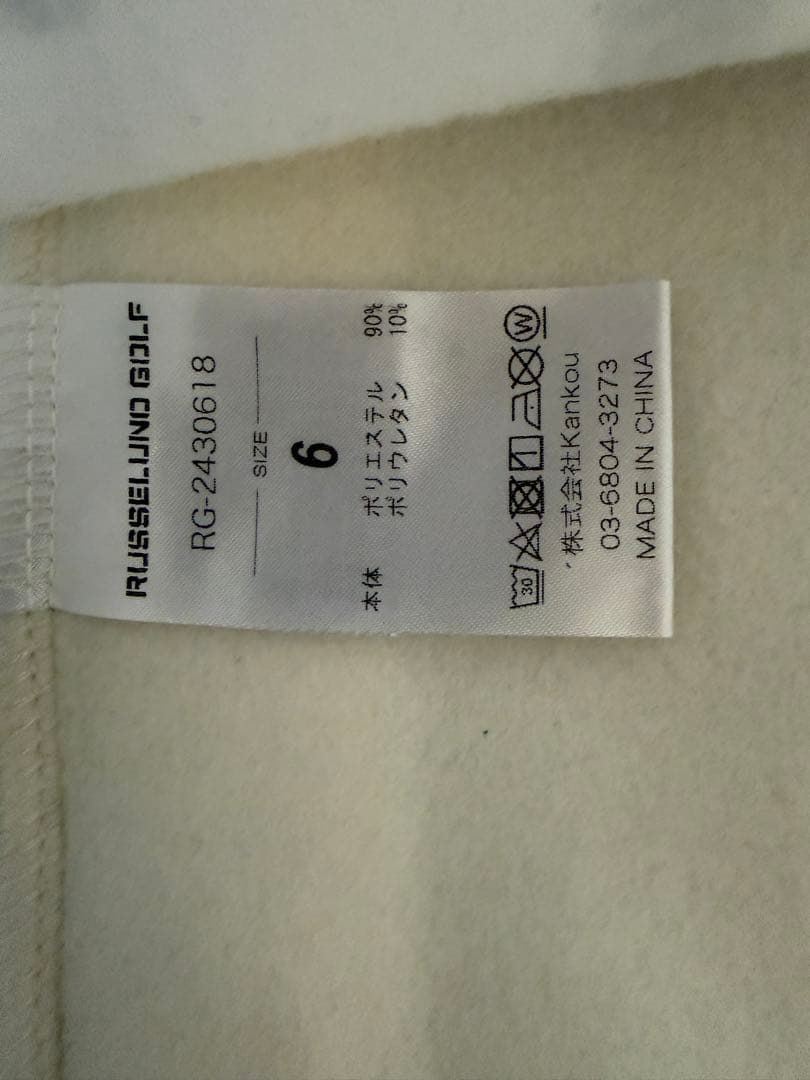 RUSSELUNO GOLF
RG-2430618
SIZE
6
本体 ポリエステル 90%
ポリウレタン 10%
30 W
株式会社Kankou
03-6804-3273
MADE IN CHINA